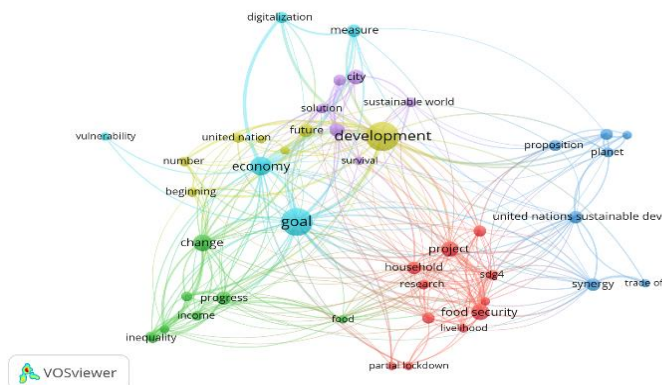 digitalization
measure
city
solution
sustainable world
vulnerability
united nation
future
development
proposition
planet
number
economy
survival
beginning
goal
united nations sustainable dev
change
project
household
sdg4
research
synergy
trade of
progress
income
food
food security
livelihood
inequality
partial lockdown
VOSviewer